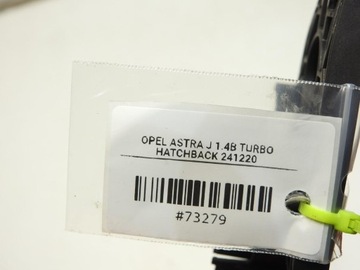 OPEL ASTRA J 1.4B TURBO
HATCHBACK 241220
#73279